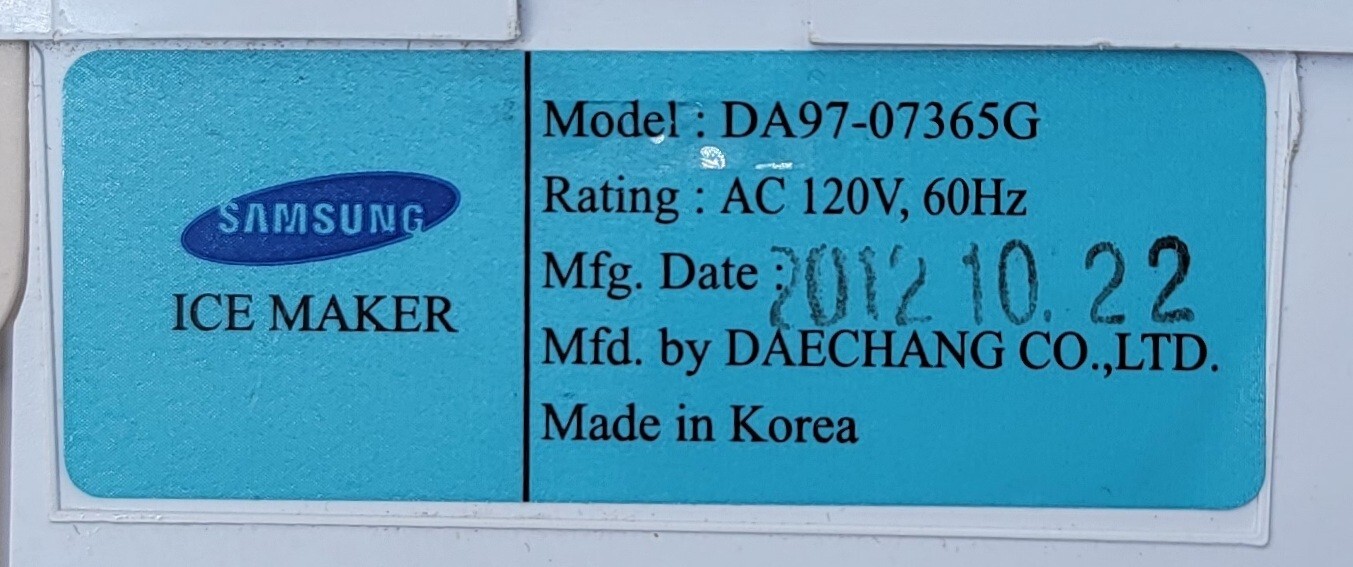 SAMSUNG
ICE MAKER
Model : DA97-07365G
Rating : AC 120V, 60Hz
Mfg. Date : 2012.10.22
Mfd. by DAECHANG CO.,LTD.
Made in Korea